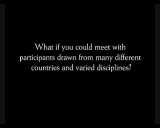 What if you could meet with
participants drawn from many different
countries and varied disciplines?